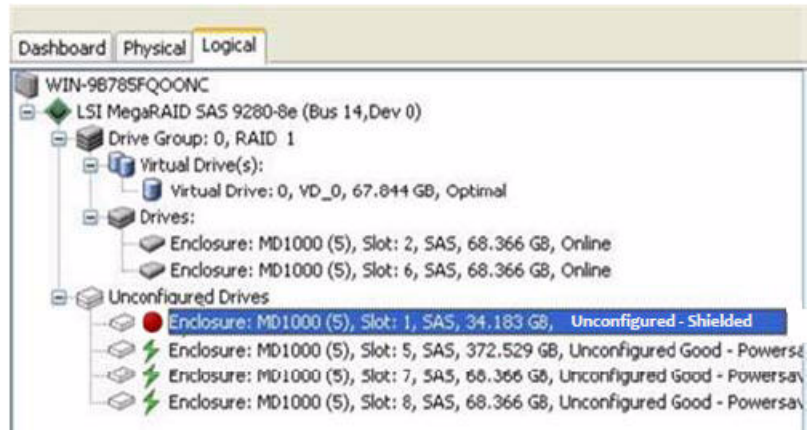 Dashboard Physical Logical
WIN-9B785FQOONC
LSI MegaRAID SAS 9280-8e (Bus 14,Dev 0)
Drive Group: 0, RAID 1
Virtual Drive(s):
Virtual Drive: 0, VD_0, 67.844 GB, Optimal
Drives:
Enclosure: MD1000 (5), Slot: 2, SAS, 68.366 GB, Online
Enclosure: MD1000 (5), Slot: 6, SAS, 68.366 GB, Online
Unconfigured Drives
Enclosure: MD1000 (5), Slot: 1, SAS, 34.183 GB, Unconfigured - Shielded
Enclosure: MD1000 (5), Slot: 5, SAS, 372.529 GB, Unconfigured Good - Powersa
Enclosure: MD1000 (5), Slot: 7, SAS, 68.366 GB, Unconfigured Good - Powersav
Enclosure: MD1000 (5), Slot: 8, SAS, 68.366 GB, Unconfigured Good - Powersav